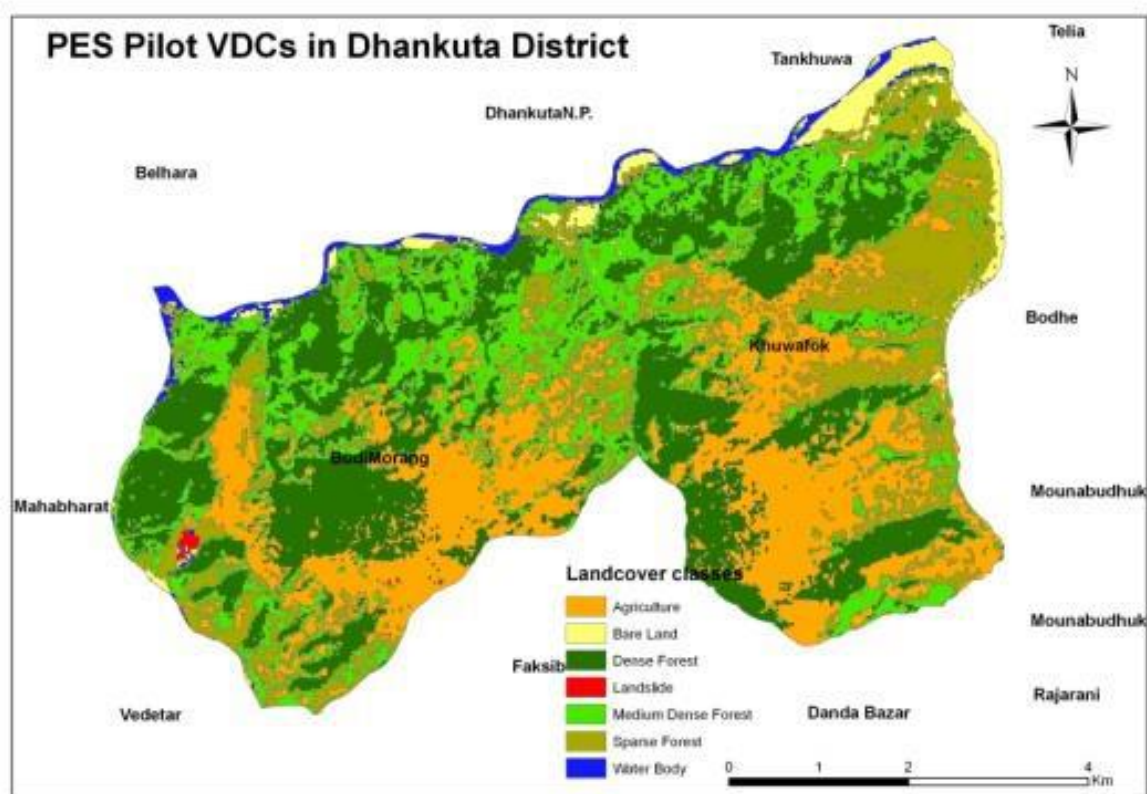 PES Pilot VDCs in Dhankuta District
Telia
Tankhuwa
N
DhankutaN.P.
Belhara
Bodhe
Khuwafok
BudiMorang
Mahabharat
Mounabudhuk
Landcover classes
Agriculture
Bare Land
Mounabudhuk
Dense Forest
Faksib
Landslide
Rajarani
Vedetar
Medium Dense Forest
Danda Bazar
Sparse Forest
Water Body
0 1 2 4
Km